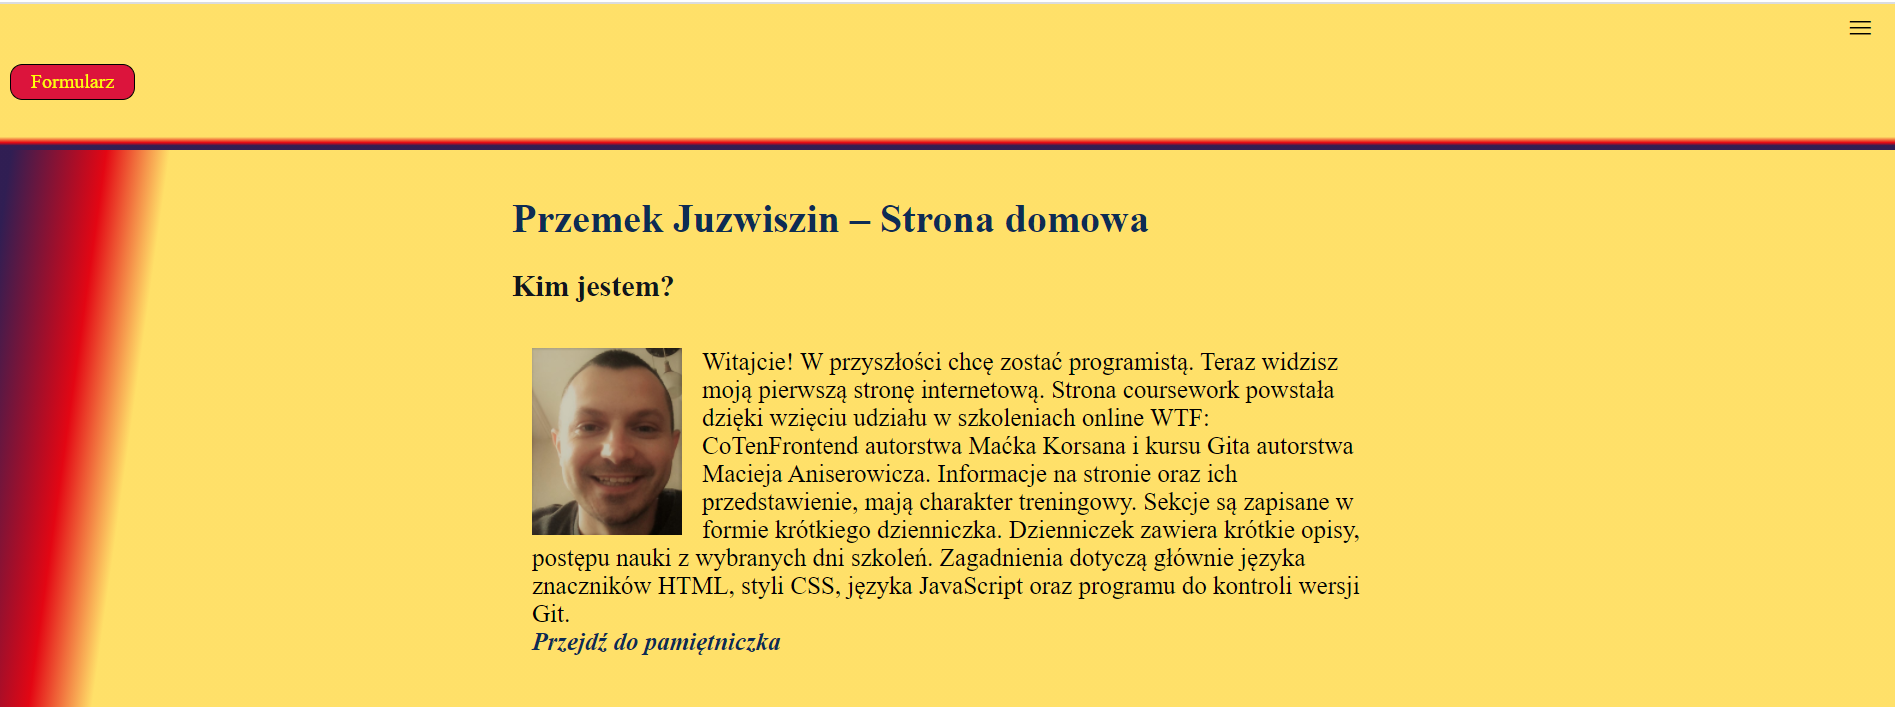 Formularz
Przemek Juzwiszin – Strona domowa
Kim jestem?
Witajcie! W przyszłości chcę zostać programistą. Teraz widzisz
moją pierwszą stronę internetową. Strona coursework powstała
dzięki wzięciu udziału w szkoleniach online WTF:
CoTenFrontend autorstwa Maćka Korsana i kursu Gita autorstwa
Macieja Aniserowicza. Informacje na stronie oraz ich
przedstawienie, mają charakter treningowy. Sekcje są zapisane w
formie krótkiego dzienniczka. Dzienniczek zawiera krótkie opisy,
postępu nauki z wybranych dni szkoleń. Zagadnienia dotyczą głównie języka
znaczników HTML, styli CSS, języka JavaScript oraz programu do kontroli wersji
Git.
Przejdź do pamiętniczka